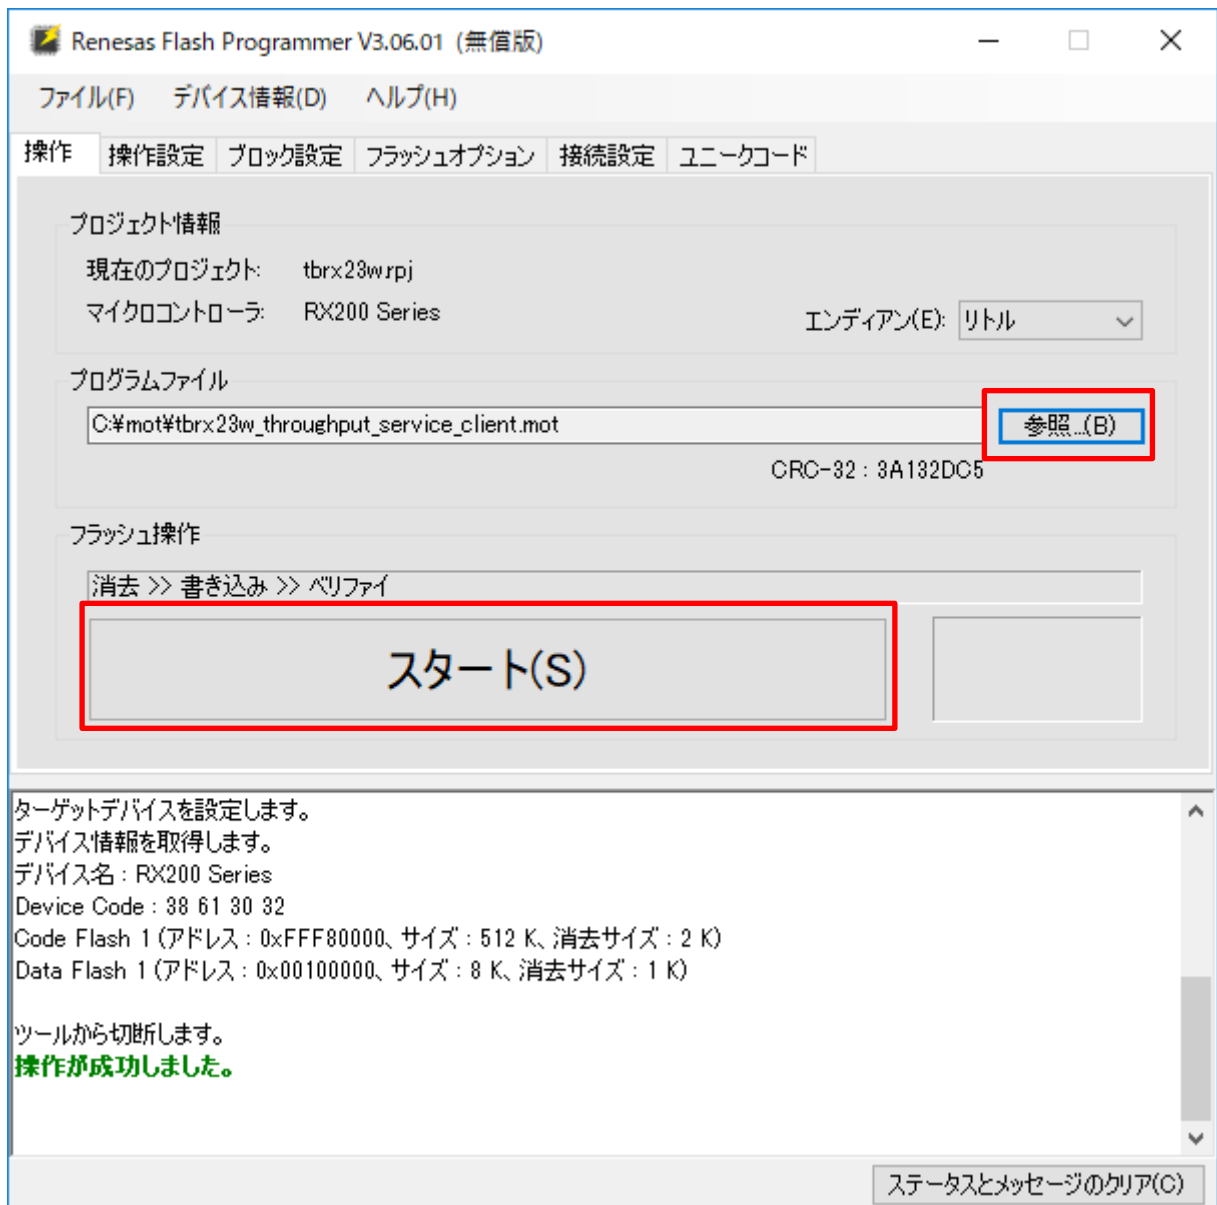 Renesas Flash Programmer V3.06.01 (無償版)
ファイル(F) デバイス情報(D) ヘルプ(H)
操作 操作設定 ブロック設定 フラッシュオプション 接続設定 ユニークコード
プロジェクト情報
現在のプロジェクト: tbrx23w.rpj
マイクロコントローラ: RX200 Series
エンディアン(E): リトル
プログラムファイル
C:¥mot¥tbrx23w_throughput_service_client.mot 参照...(B)
CRC-32 : 3A132DC5
フラッシュ操作
消去 >> 書き込み >> ベリファイ
スタート(S)
ターゲットデバイスを設定します。
デバイス情報を取得します。
デバイス名 : RX200 Series
Device Code : 38 61 30 32
Code Flash 1 (アドレス : 0xFFF80000、サイズ : 512 K、消去サイズ : 2 K)
Data Flash 1 (アドレス : 0x00100000、サイズ : 8 K、消去サイズ : 1 K)
ツールから切断します。
操作が成功しました。
ステータスとメッセージのクリア(C)